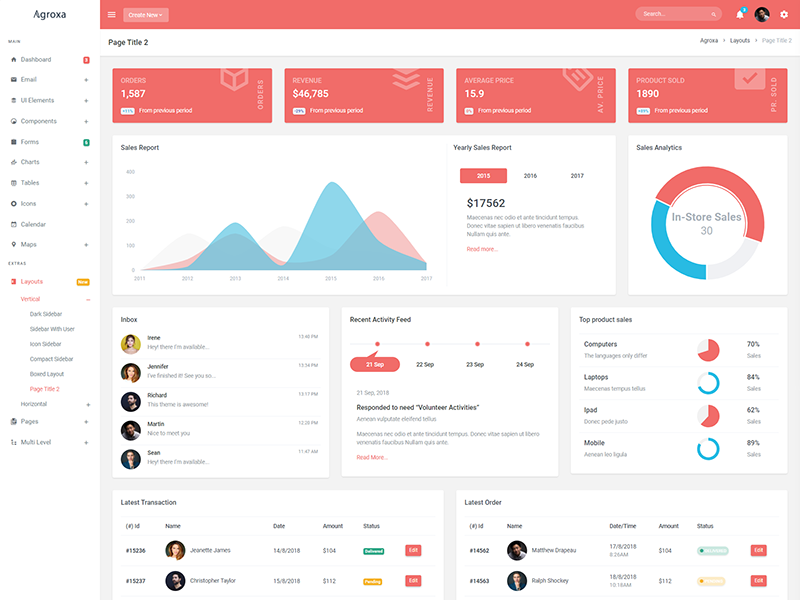 Agroxa
Create New
Search...
Page Title 2
Agroxa > Layouts > Page Title 2
MAIN
Dashboard
Email
UI Elements
Components
Forms
Charts
Tables
Icons
Calendar
Maps
EXTRAS
Layouts New
Vertical
Dark Sidebar
Sidebar With User
Icon Sidebar
Compact Sidebar
Boxed Layout
Page Title 2
Horizontal
Pages
Multi Level
ORDERS
1,587
From previous period
ORDERS
REVENUE
$46,785
-29% From previous period
REVENUE
AVERAGE PRICE
15.9
0% From previous period
AV. PRICE
PRODUCT SOLD
1890
From previous period
PR. SOLD
Sales Report
400
300
200
100
0
2011 2012 2013 2014 2015 2016 2017
Yearly Sales Report
2015 2016 2017
$17562
Maecenas nec odio et ante tincidunt tempus.
Donec vitae sapien ut libero venenatis faucibus
Nullam quis ante.
Read more...
Sales Analytics
In-Store Sales
30
Inbox
Irene 13:40 PM
Hey! there I'm available...
Jennifer 13:34 PM
I've finished it! See you so...
Richard 13:17 PM
This theme is awesome!
Martin 12:20 PM
Nice to meet you
Sean 11:47 AM
Hey! there I'm available...
Recent Activity Feed
21 Sep 22 Sep 23 Sep 24 Sep
21 Sep, 2018
Responded to need "Volunteer Activities"
Aenean vulputate eleifend tellus
Maecenas nec odio et ante tincidunt tempus. Donec vitae sapien ut libero
venenatis faucibus Nullam quis ante.
Read More...
Top product sales
Computers 70%
The languages only differ Sales
Laptops 84%
Maecenas tempus tellus Sales
Ipad 62%
Donec pede justo Sales
Mobile 89%
Aenean leo ligula Sales
Latest Transaction
(#) Id Name Date Amount Status
#15236 Jeanette James 14/8/2018 $104 Delivered Edit
#15237 Christopher Taylor 15/8/2018 $112 Pending Edit
Latest Order
(#) Id Name Date/Time Amount Status
#14562 Matthew Drapeau 17/8/2018 8:26AM $104 Edit
#14563 Ralph Shockey 18/8/2018 10:18AM $112 Edit